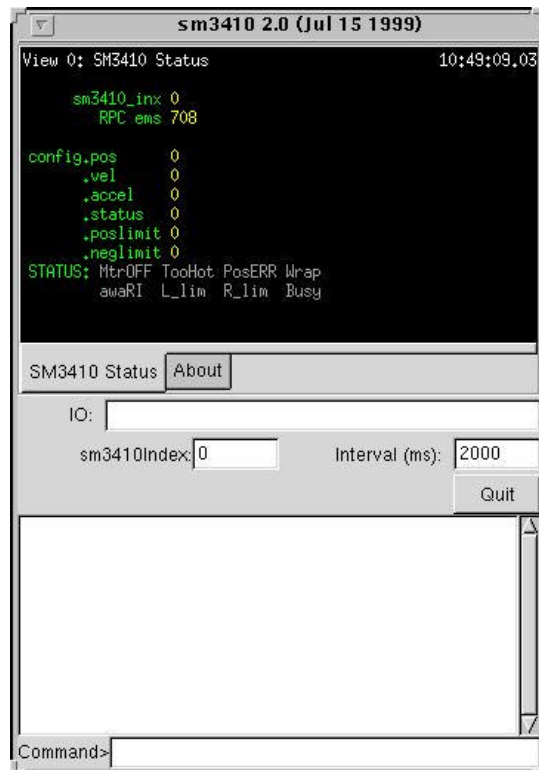 sm3410 2.0 (Jul 15 1999)
View 0: SM3410 Status 10:49:09.03
sm3410_inx 0
RPC ems 708
config.pos 0
.vel 0
.accel 0
.status 0
.poslimit 0
.neglimit 0
STATUS: MtrOFF TooHot PosERR Wrap
awaRI L_lim R_lim Busy
SM3410 Status About
IO:
sm3410Index: 0 Interval (ms): 2000
Quit
Command>